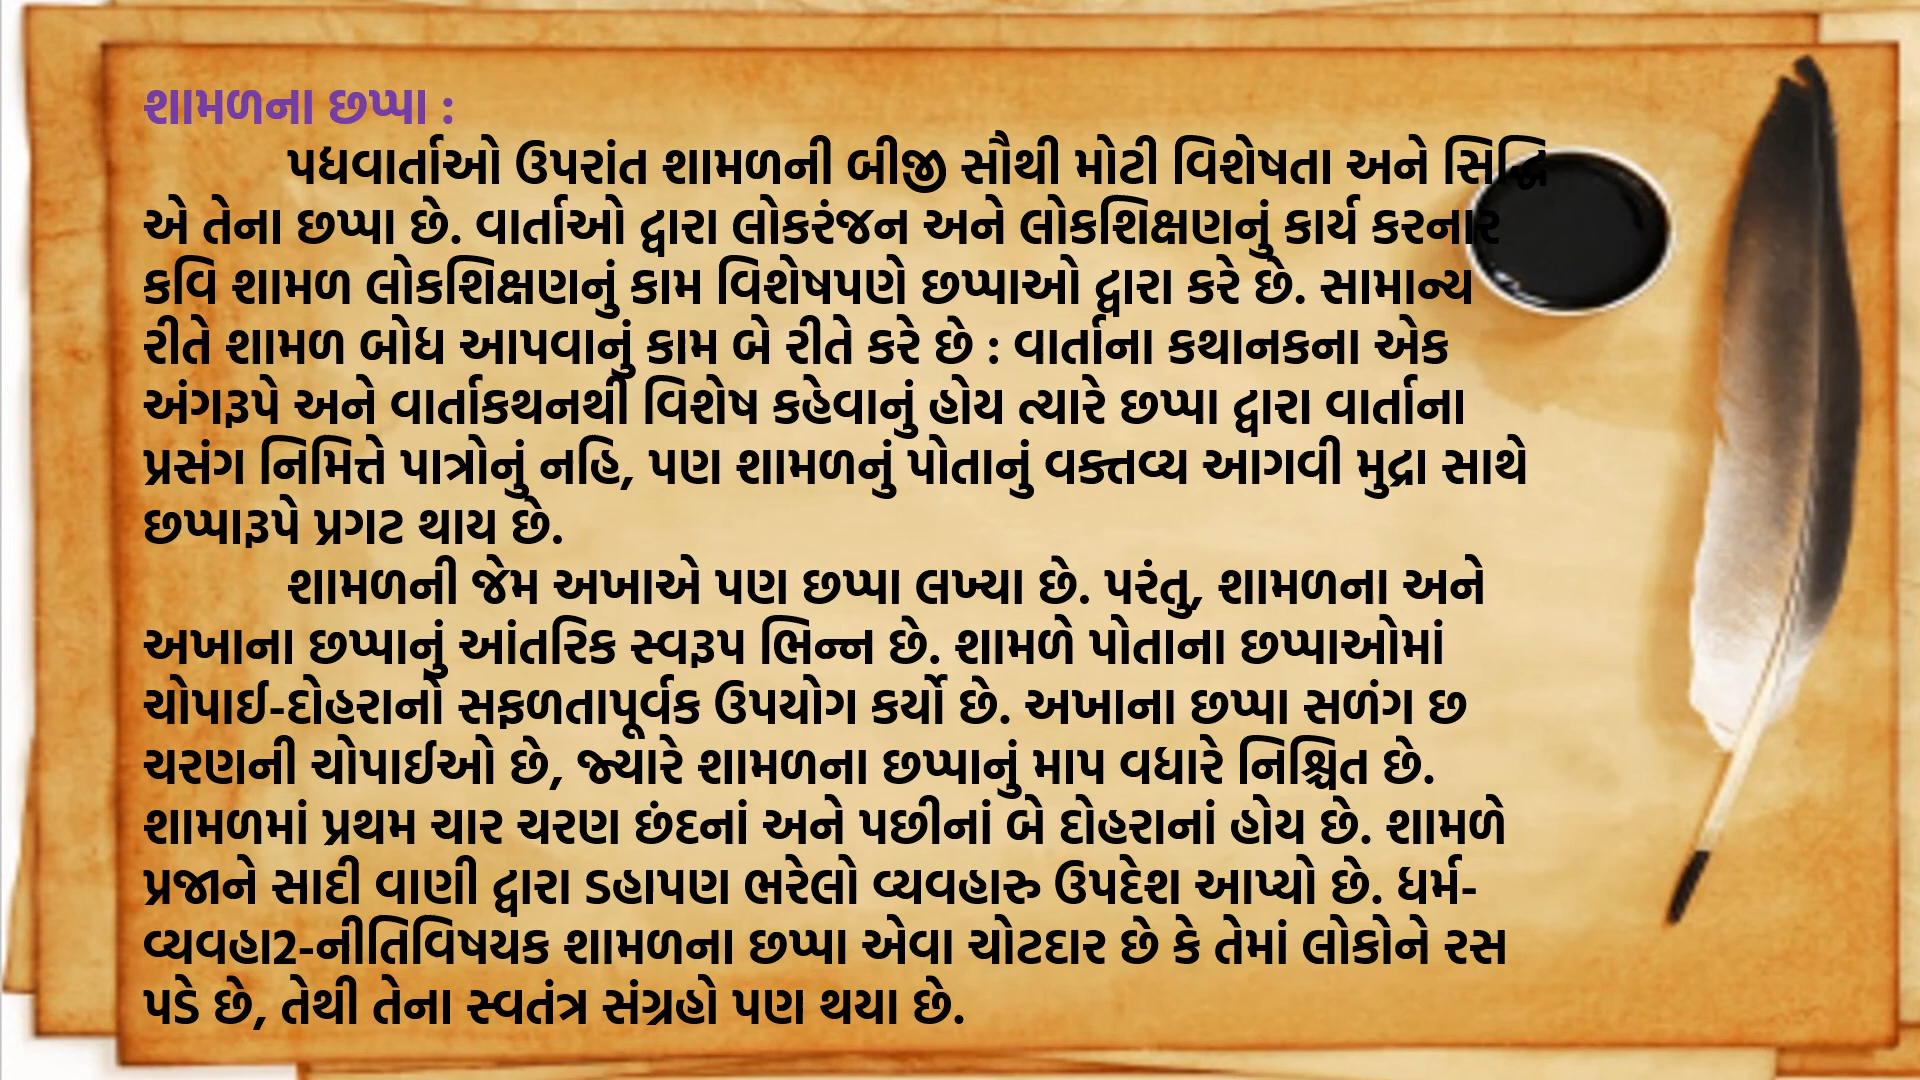 શામળના છપ્પા :
પધવાર્તાઓ ઉપરાંત શામળની બીજી સૌથી મોટી વિશેષતા અને સિદ્ધિ
એ તેના છપ્પા છે. વાર્તાઓ દ્વારા લોકરંજન અને લોકશિક્ષણનું કાર્ય કરનાર
કવિ શામળ લોકશિક્ષણનું કામ વિશેષપણે છપ્પાઓ દ્વારા કરે છે. સામાન્ય
રીતે શામળ બોધ આપવાનું કામ બે રીતે કરે છે : વાર્તાના કથાનકના એક
અંગરૂપે અને વાર્તાકથનથી વિશેષ કહેવાનું હોય ત્યારે છપ્પા દ્વારા વાર્તાના
પ્રસંગ નિમિત્તે પાત્રોનું નહિ, પણ શામળનું પોતાનું વક્તવ્ય આગવી મુદ્રા સાથે
છપ્પારૂપે પ્રગટ થાય છે.
શામળની જેમ અખાએ પણ છપ્પા લખ્યા છે. પરંતુ, શામળના અને
અખાના છપ્પાનું આંતરિક સ્વરૂપ ભિન્ન છે. શામળે પોતાના છપ્પાઓમાં
ચોપાઈ-દોહરાનો સફળતાપૂર્વક ઉપયોગ કર્યો છે. અખાના છપ્પા સળંગ છ
ચરણની ચોપાઈઓ છે, જ્યારે શામળના છપ્પાનું માપ વધારે નિશ્ચિત છે.
શામળમાં પ્રથમ ચાર ચરણ છંદનાં અને પછીનાં બે દોહરાનાં હોય છે. શામળે
પ્રજાને સાદી વાણી દ્વારા ડહાપણ ભરેલો વ્યવહારુ ઉપદેશ આપ્યો છે. ધર્મ-
વ્યવહા2-નીતિવિષયક શામળના છપ્પા એવા ચોટદાર છે કે તેમાં લોકોને રસ
પડે છે, તેથી તેના સ્વતંત્ર સંગ્રહો પણ થયા છે.